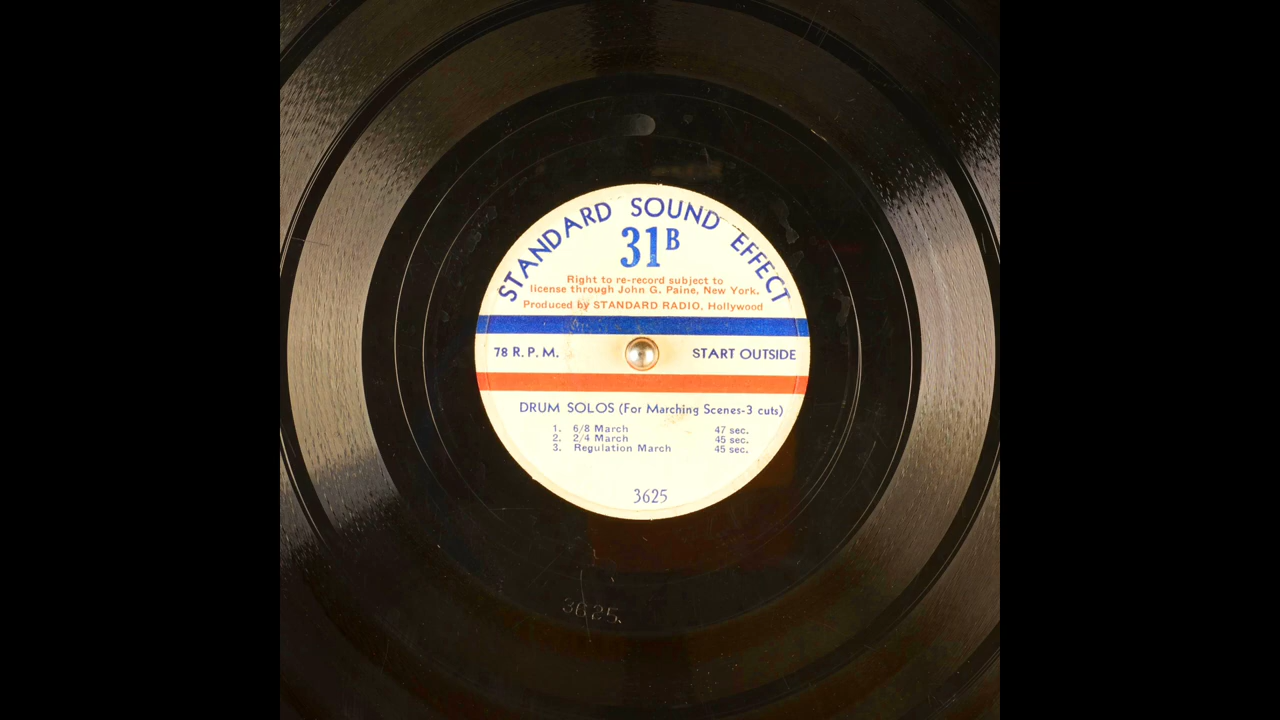 STANDARD SOUND EFFECT
31B
Right to re-record subject to
license through John G. Paine, New York.
Produced by STANDARD RADIO, Hollywood
78 R. P. M. START OUTSIDE
DRUM SOLOS (For Marching Scenes-3 cuts)
1. 6/8 March 47 sec.
2. 2/4 March 45 sec.
3. Regulation March 45 sec.
3625
3625